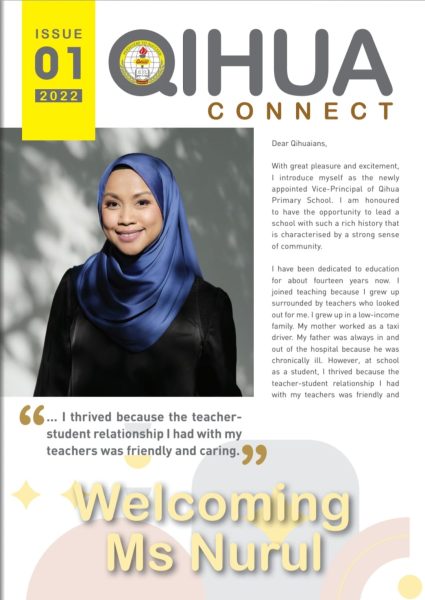 ISSUE
01
2022
QIHUA
CONNECT
Dear Qihuaians,
With great pleasure and excitement,
I introduce myself as the newly
appointed Vice-Principal of Qihua
Primary School. I am honoured
to have the opportunity to lead a
school with such a rich history that
is characterised by a strong sense
of community.
I have been dedicated to education
for about fourteen years now. I
joined teaching because I grew up
surrounded by teachers who looked
out for me. I grew up in a low-income
family. My mother worked as a taxi
driver. My father was always in and
out of the hospital because he was
chronically ill. However, at school
as a student, I thrived because the
teacher-student relationship I had
with my teachers was friendly and
“... I thrived because the teacher-
student relationship I had with my
teachers was friendly and caring.”
Welcoming
Ms Nurul